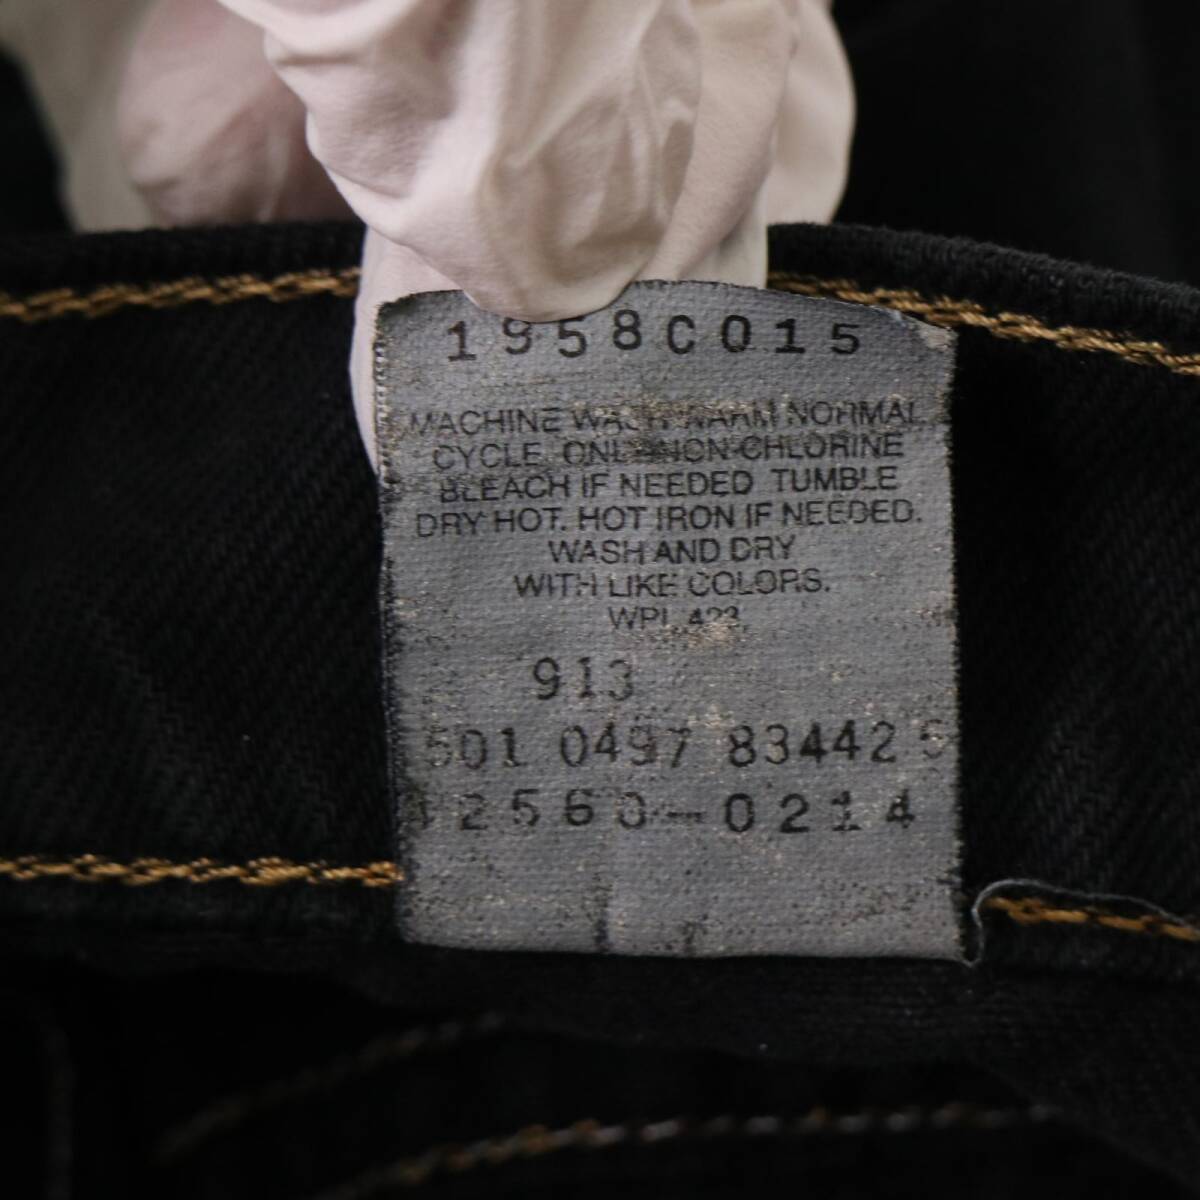 1958C015
MACHINE WASH WARM NORMAL
CYCLE. ONLY NON-CHLORINE
BLEACH IF NEEDED TUMBLE
DRY HOT. HOT IRON IF NEEDED.
WASH AND DRY
WITH LIKE COLORS.
WPL 423
913
501 0497 83442 5
2560-0214